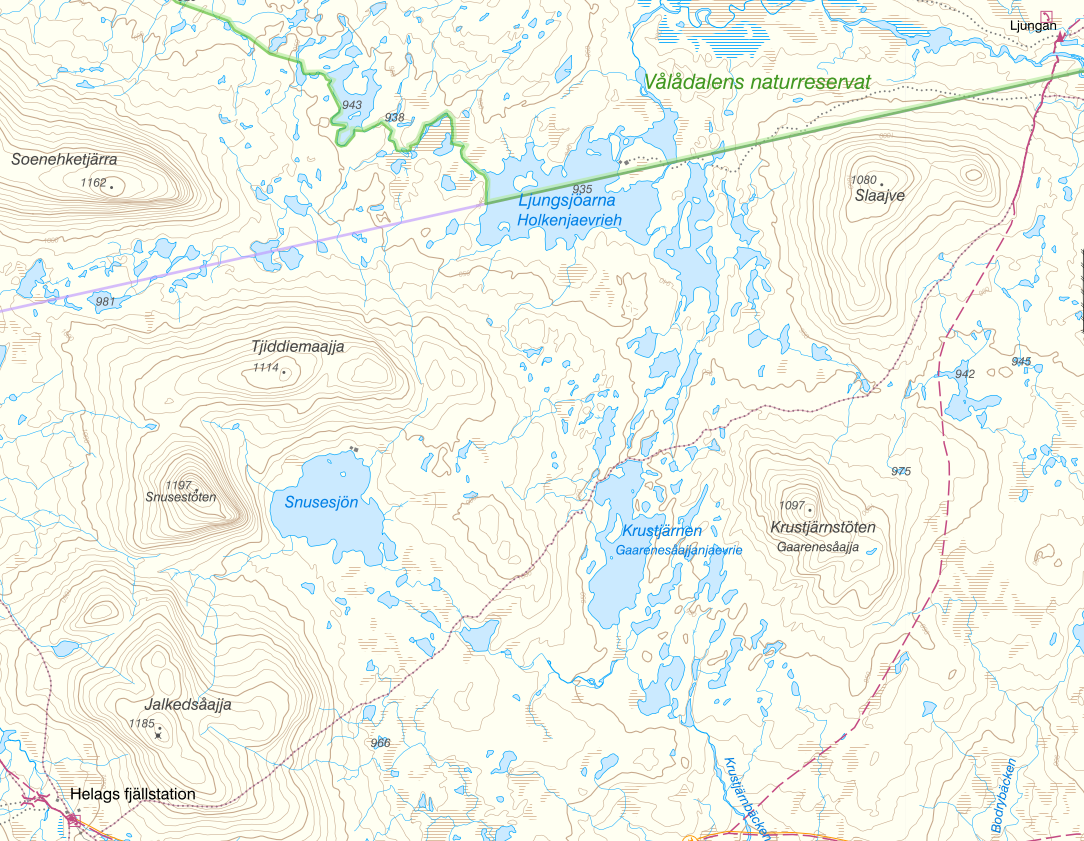 Ljungan
Vålådalens naturreservat
943
938
Soenehketjärra
1162
935
Ljungsjöarna
Holkenjaevrieh
1080
Slaajve
981
Tjiddiemaajja
1114
945
942
1197
Snusestöten
Snusesjön
975
1097
Krustjärnstöten
Gaarenesåajja
Krustjärnen
Gaarenesåajjanjaevrie
Jalkedsåajja
1185
966
Helags fjällstation
Krustjärnbäcken
Bodrybäcken